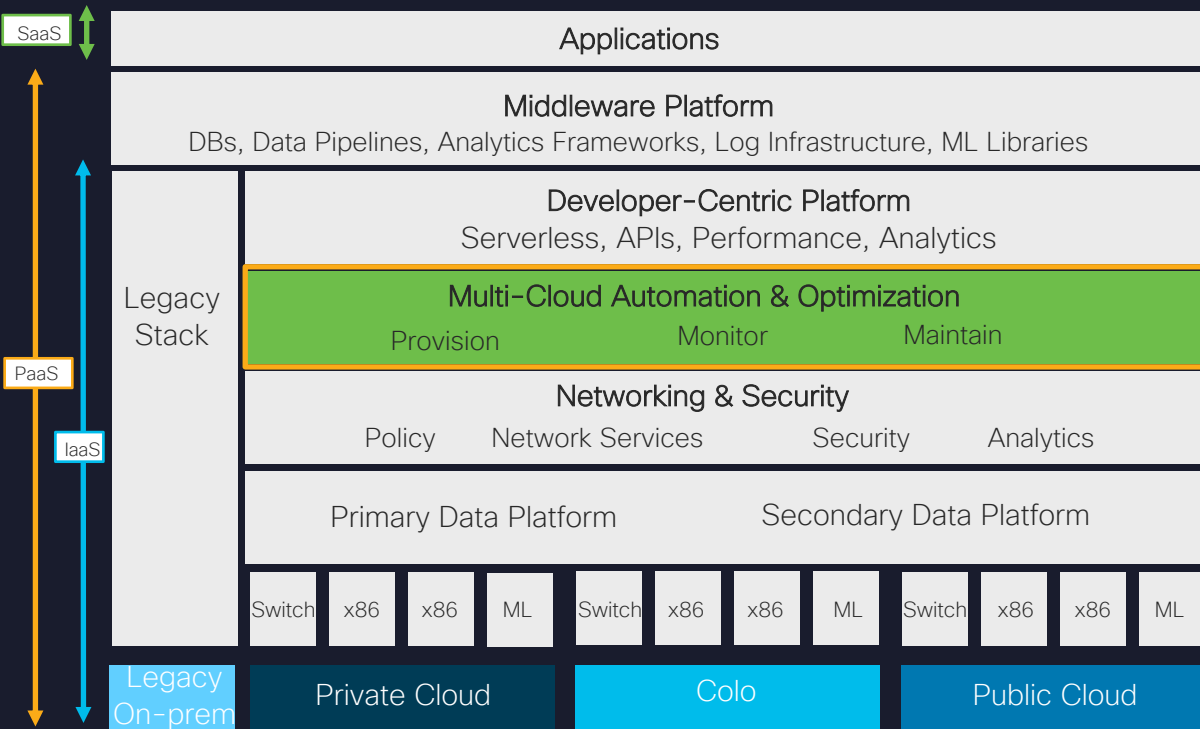 SaaS
Applications
Middleware Platform
DBs, Data Pipelines, Analytics Frameworks, Log Infrastructure, ML Libraries
Developer-Centric Platform
Serverless, APIs, Performance, Analytics
Legacy
Stack
Multi-Cloud Automation & Optimization
Provision Monitor Maintain
PaaS
Networking & Security
Policy Network Services Security Analytics
IaaS
Primary Data Platform Secondary Data Platform
Switch x86 x86 ML Switch x86 x86 ML Switch x86 x86 ML
Legacy
On-prem
Private Cloud Colo Public Cloud